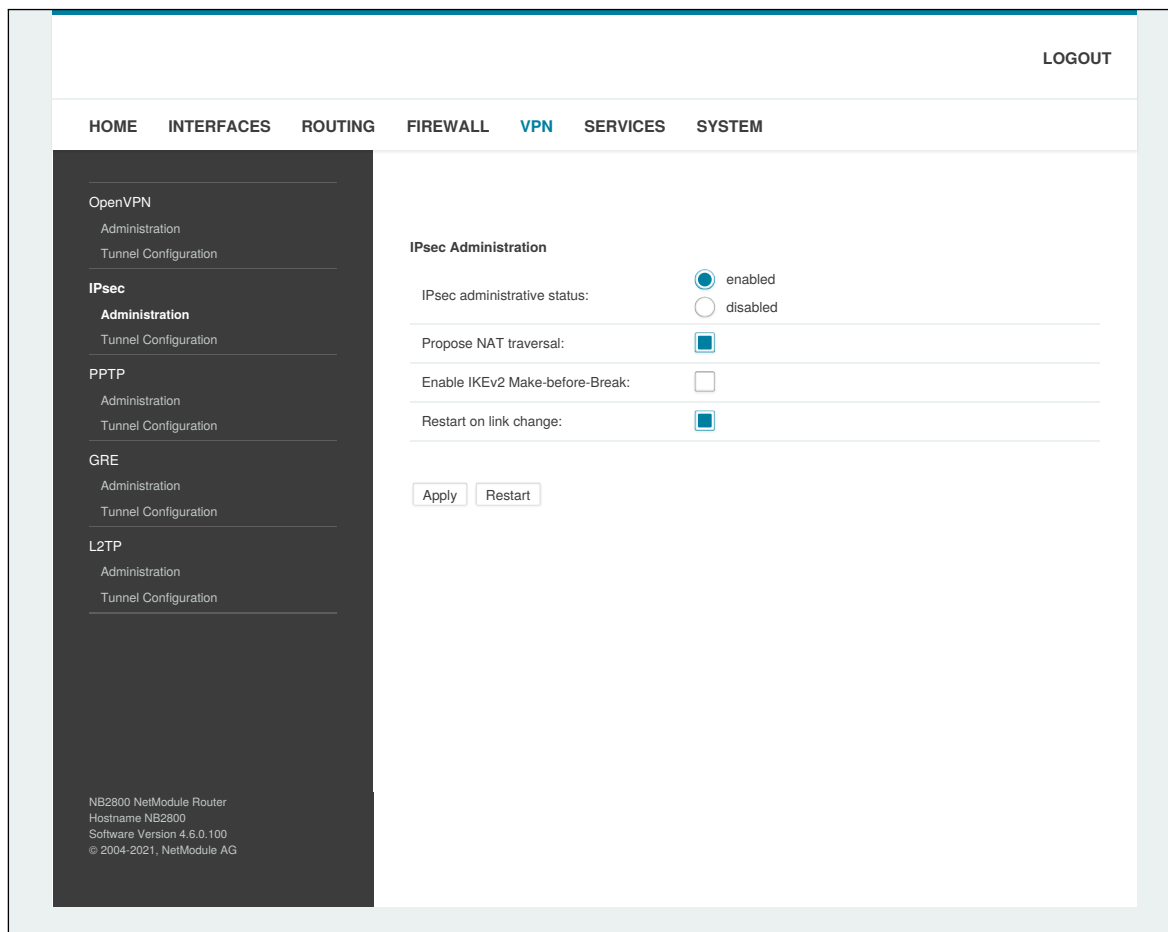 LOGOUT
HOME INTERFACES ROUTING FIREWALL VPN SERVICES SYSTEM
OpenVPN
Administration
Tunnel Configuration
IPsec
Administration
Tunnel Configuration
PPTP
Administration
Tunnel Configuration
GRE
Administration
Tunnel Configuration
L2TP
Administration
Tunnel Configuration
NB2800 NetModule Router
Hostname NB2800
Software Version 4.6.0.100
© 2004-2021, NetModule AG
IPsec Administration
IPsec administrative status:
enabled
disabled
Propose NAT traversal:
Enable IKEv2 Make-before-Break:
Restart on link change:
Apply Restart